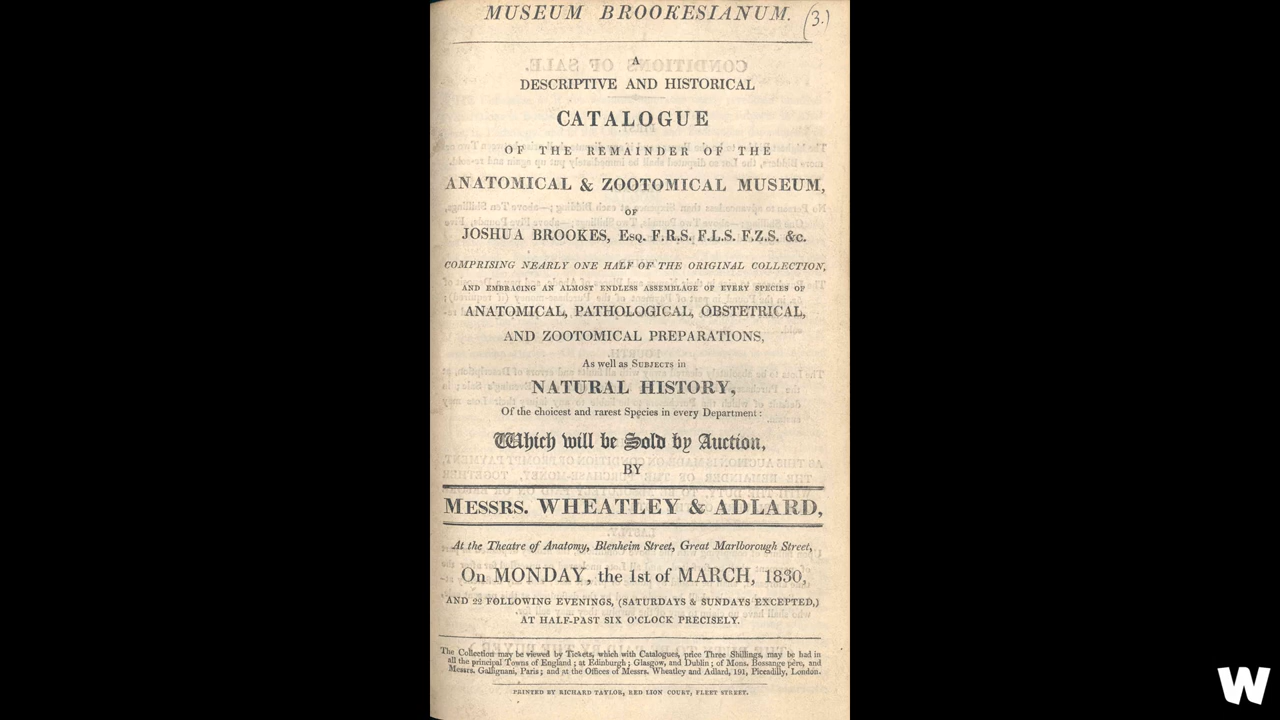 MUSEUM BROOKESIANUM. (3.)
A
DESCRIPTIVE AND HISTORICAL
CATALOGUE
OF THE REMAINDER OF THE
ANATOMICAL & ZOOTOMICAL MUSEUM,
OF
JOSHUA BROOKES, Esq. F.R.S. F.L.S. F.Z.S. &c.
COMPRISING NEARLY ONE HALF OF THE ORIGINAL COLLECTION,
AND EMBRACING AN ALMOST ENDLESS ASSEMBLAGE OF EVERY SPECIES OF
ANATOMICAL, PATHOLOGICAL, OBSTETRICAL,
AND ZOOTOMICAL PREPARATIONS,
As well as Subjects in
NATURAL HISTORY,
Of the choicest and rarest Species in every Department:
Which will be Sold by Auction,
BY
Messrs. WHEATLEY & ADLARD,
At the Theatre of Anatomy, Blenheim Street, Great Marlborough Street,
On MONDAY, the 1st of MARCH, 1830,
AND 22 FOLLOWING EVENINGS, (SATURDAYS & SUNDAYS EXCEPTED,)
AT HALF-PAST SIX O'CLOCK PRECISELY.
The Collection may be viewed by Tickets, which with Catalogues, price Three Shillings, may be had in
all the principal Towns of England; at Edinburgh; Glasgow, and Dublin; of Mons. Bossange père, and
Messrs. Galignani, Paris; and at the Offices of Messrs. Wheatley and Adlard, 191, Picadilly, London.
PRINTED BY RICHARD TAYLOR, RED LION COURT, FLEET STREET.
W